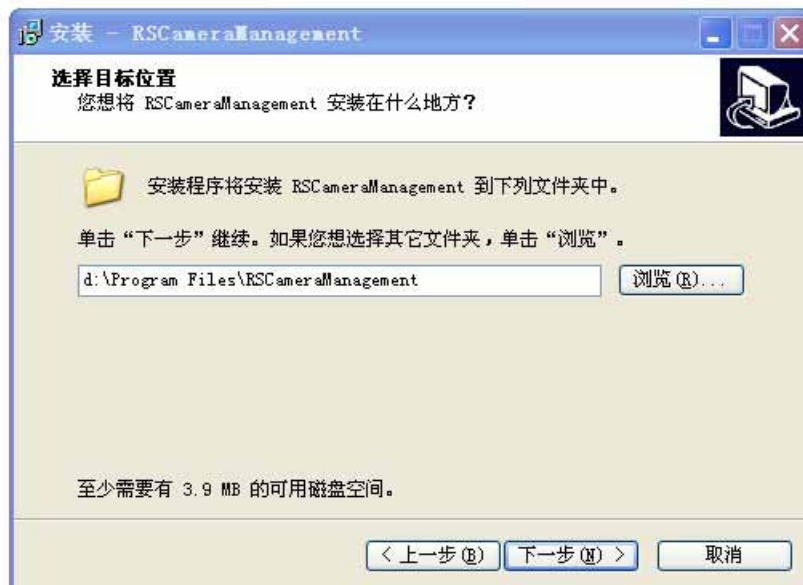 安装 - RSCameraManagement
选择目标位置
您想将 RSCameraManagement 安装在什么地方?
安装程序将安装 RSCameraManagement 到下列文件夹中。
单击“下一步”继续。如果您想选择其它文件夹，单击“浏览”。
d:\Program Files\RSCameraManagement
浏览(R)...
至少需要有 3.9 MB 的可用磁盘空间。
< 上一步(B)
下一步(N) >
取消